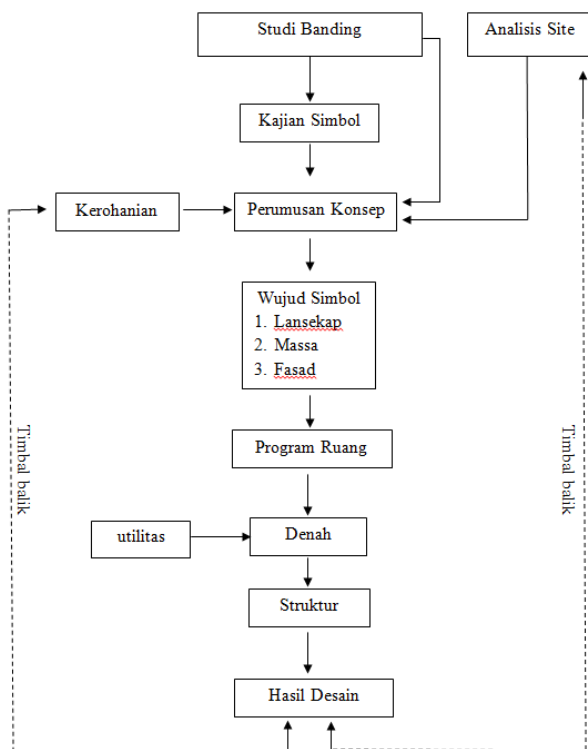 Studi Banding
Analisis Site
Kajian Simbol
Kerohanian
Perumusan Konsep
Wujud Simbol
1. Lansekap
2. Massa
3. Fasad
Timbal balik
Timbal balik
Program Ruang
utilitas
Denah
Struktur
Hasil Desain